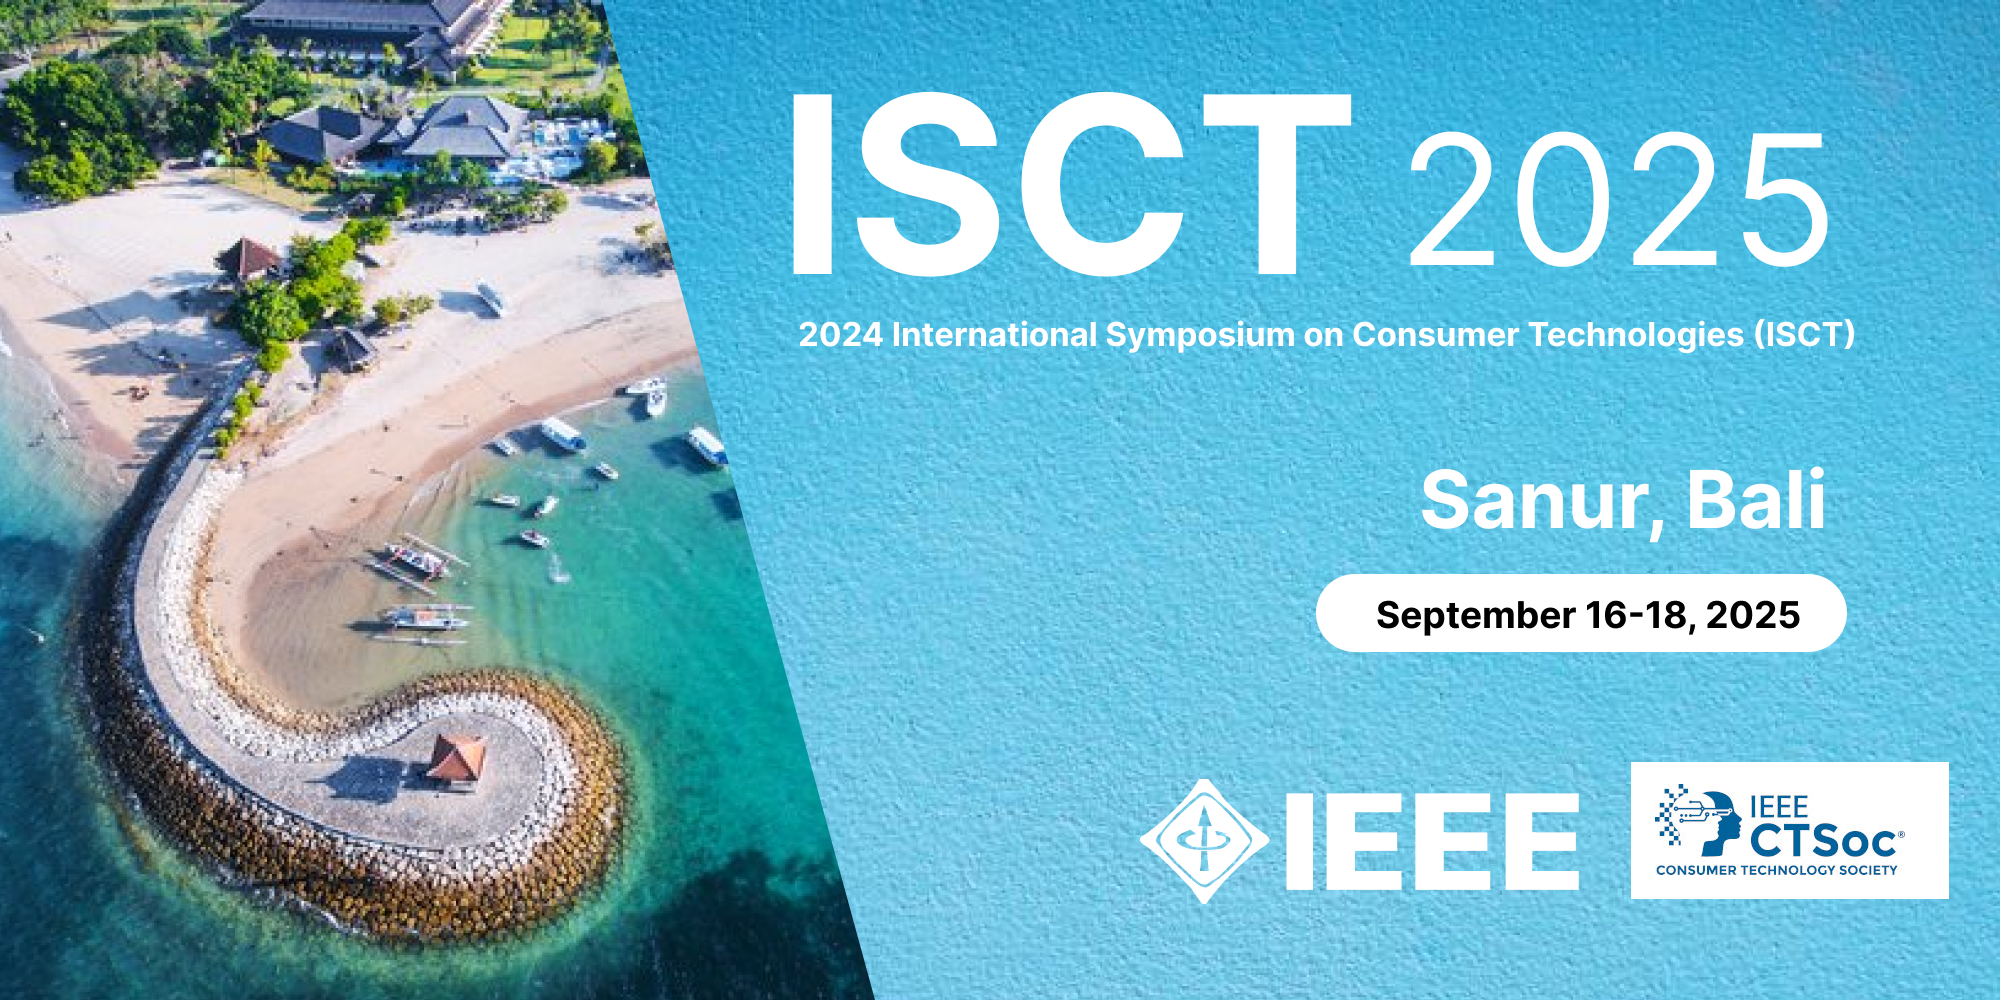 ISCT 2025
2024 International Symposium on Consumer Technologies (ISCT)
Sanur, Bali
September 16-18, 2025
IEEE
IEEE
CTSoc®
CONSUMER TECHNOLOGY SOCIETY